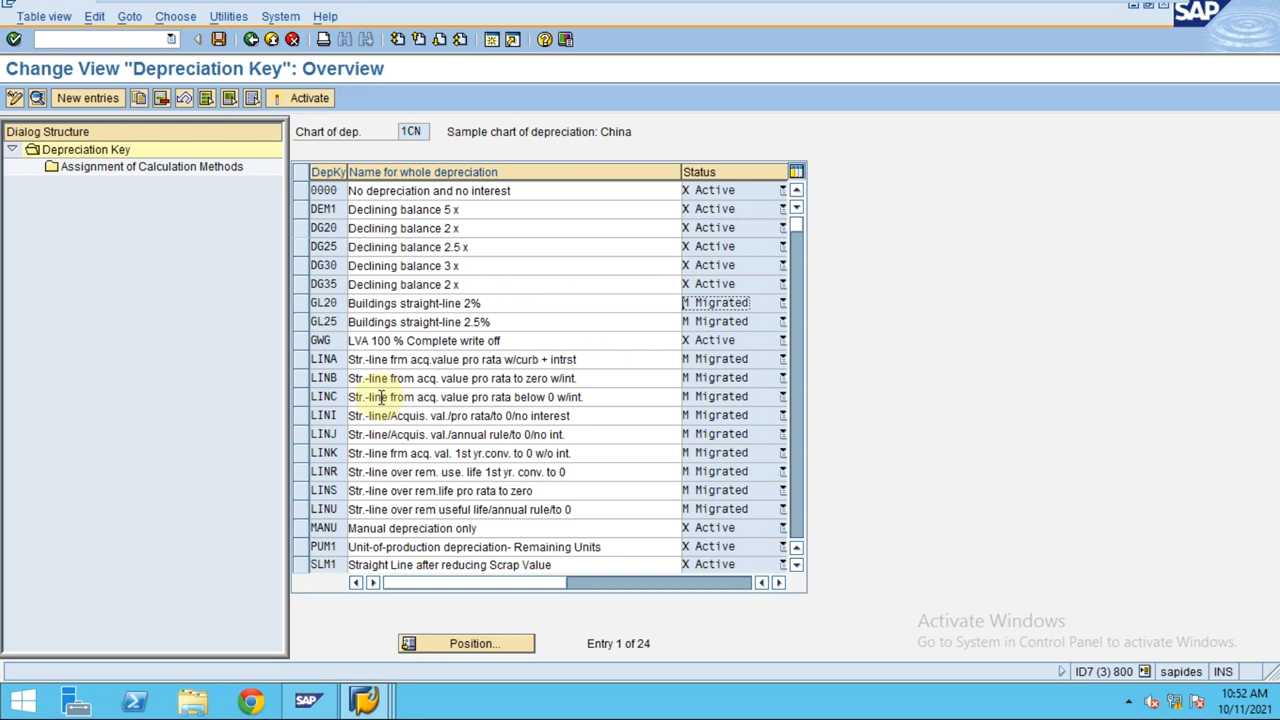 Table view Edit Goto Choose Utilities System Help
SAP
Change View "Depreciation Key": Overview
New entries Activate
Dialog Structure
Depreciation Key
Assignment of Calculation Methods
Chart of dep. 1CN Sample chart of depreciation: China
DepKy Name for whole depreciation Status
0000 No depreciation and no interest X Active
DEM1 Declining balance 5 x X Active
DG20 Declining balance 2 x X Active
DG25 Declining balance 2.5 x X Active
DG30 Declining balance 3 x X Active
DG35 Declining balance 2 x X Active
GL20 Buildings straight-line 2% M Migrated
GL25 Buildings straight-line 2.5% M Migrated
GWG LVA 100 % Complete write off X Active
LINA Str.-line frm acq.value pro rata w/curb + intrst M Migrated
LINB Str.-line from acq. value pro rata to zero w/int. M Migrated
LINC Str.-line from acq. value pro rata below 0 w/int. M Migrated
LINI Str.-line/Acquis. val./pro rata/to 0/no interest M Migrated
LINJ Str.-line/Acquis. val./annual rule/to 0/no int. M Migrated
LINK Str.-line frm acq. val. 1st yr.conv. to 0 w/o int. M Migrated
LINR Str.-line over rem. use. life 1st yr. conv. to 0 M Migrated
LINS Str.-line over rem.life pro rata to zero M Migrated
LINU Str.-line over rem useful life/annual rule/to 0 M Migrated
MANU Manual depreciation only X Active
PUM1 Unit-of-production depreciation- Remaining Units X Active
SLM1 Straight Line after reducing Scrap Value X Active
Position... Entry 1 of 24
Activate Windows
Go to System in Control Panel to activate Windows.
ID7 (3) 800 sapides INS
SAP
10:52 AM
10/11/2021